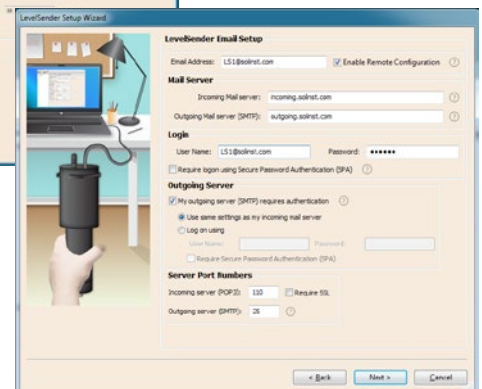 LevelSender Setup Wizard
LevelSender Email Setup
Email Address: LS1@solinst.com Enable Remote Configuration ?
Mail Server
Incoming Mail server: incoming.solinst.com ?
Outgoing Mail server (SMTP): outgoing.solinst.com ?
Login
User Name: LS1@solinst.com Password: ••••••
Require logon using Secure Password Authentication (SPA) ?
Outgoing Server
My outgoing server (SMTP) requires authentication ?
Use same settings as my incoming mail server
Log on using
User Name: Password:
Require Secure Password Authentication (SPA)
Server Port Numbers
Incoming server (POP3): 110 Require SSL
Outgoing server (SMTP): 26 ?
< Back Next > Cancel